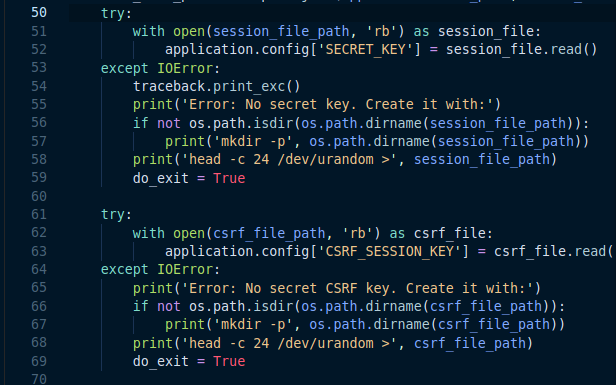 50 try:
51 with open(session_file_path, 'rb') as session_file:
52 application.config['SECRET_KEY'] = session_file.read()
53 except IOError:
54 traceback.print_exc()
55 print('Error: No secret key. Create it with:')
56 if not os.path.isdir(os.path.dirname(session_file_path)):
57 print('mkdir -p', os.path.dirname(session_file_path))
58 print('head -c 24 /dev/urandom >', session_file_path)
59 do_exit = True
60
61 try:
62 with open(csrf_file_path, 'rb') as csrf_file:
63 application.config['CSRF_SESSION_KEY'] = csrf_file.read(
64 except IOError:
65 print('Error: No secret CSRF key. Create it with:')
66 if not os.path.isdir(os.path.dirname(csrf_file_path)):
67 print('mkdir -p', os.path.dirname(csrf_file_path))
68 print('head -c 24 /dev/urandom >', csrf_file_path)
69 do_exit = True
70